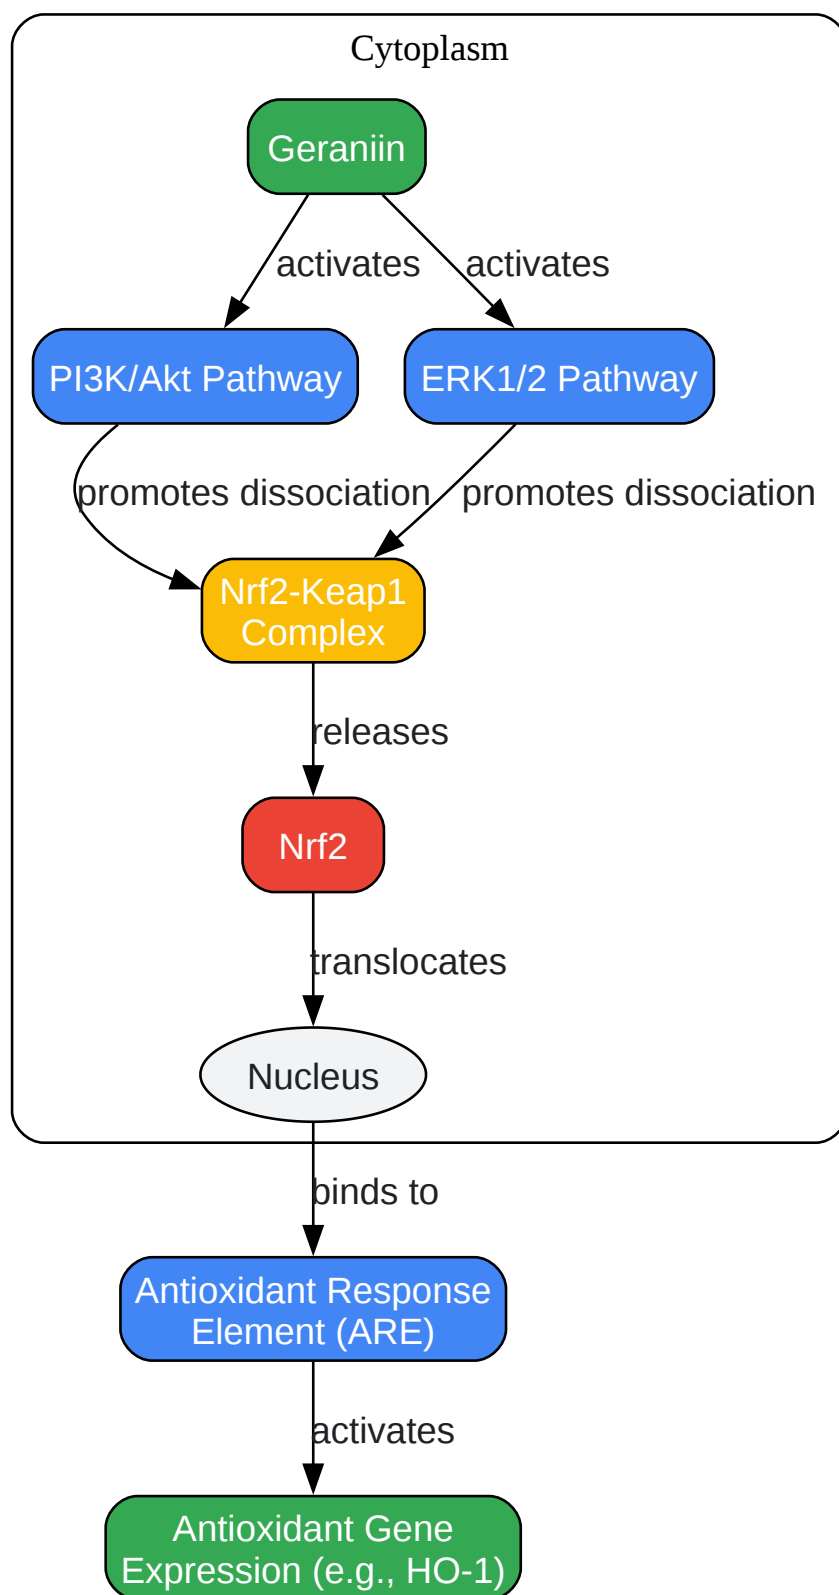 Cytoplasm
Geraniin
activates
activates
PI3K/Akt Pathway
ERK1/2 Pathway
promotes dissociation
promotes dissociation
Nrf2-Keap1
Complex
releases
Nrf2
translocates
Nucleus
binds to
Antioxidant Response
Element (ARE)
activates
Antioxidant Gene
Expression (e.g., HO-1)